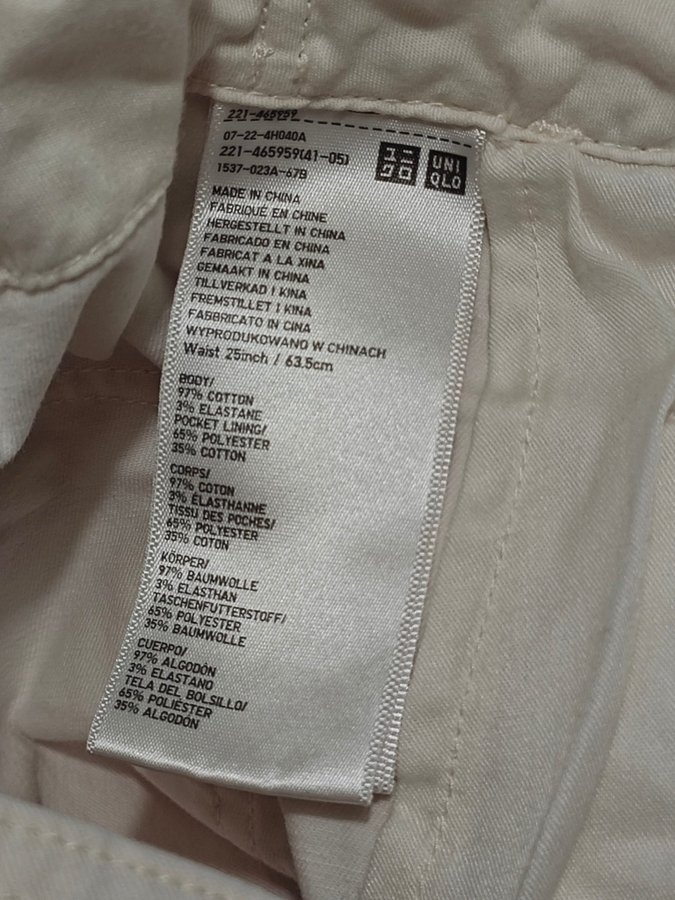 221-465959
07-22-4H040A
221-465959(41-05)
1537-023A-67B
ユニ
クロ
UNI
QLO
MADE IN CHINA
FABRIQUÉ EN CHINE
HERGESTELLT IN CHINA
FABRICADO EN CHINA
FABRICAT A LA XINA
GEMAAKT IN CHINA
TILLVERKAD I KINA
FREMSTILLET I KINA
FABBRICATO IN CINA
WYPRODUKOWANO W CHINACH
Waist 25inch / 63.5cm
BODY/
97% COTTON
3% ELASTANE
POCKET LINING/
65% POLYESTER
35% COTTON
CORPS/
97% COTON
3% ÉLASTHANNE
TISSU DES POCHES/
65% POLYESTER
35% COTON
KÖRPER/
97% BAUMWOLLE
3% ELASTHAN
TASCHENFUTTERSTOFF/
65% POLYESTER
35% BAUMWOLLE
CUERPO/
97% ALGODÓN
3% ELASTANO
TELA DEL BOLSILLO/
65% POLIÉSTER
35% ALGODÓN